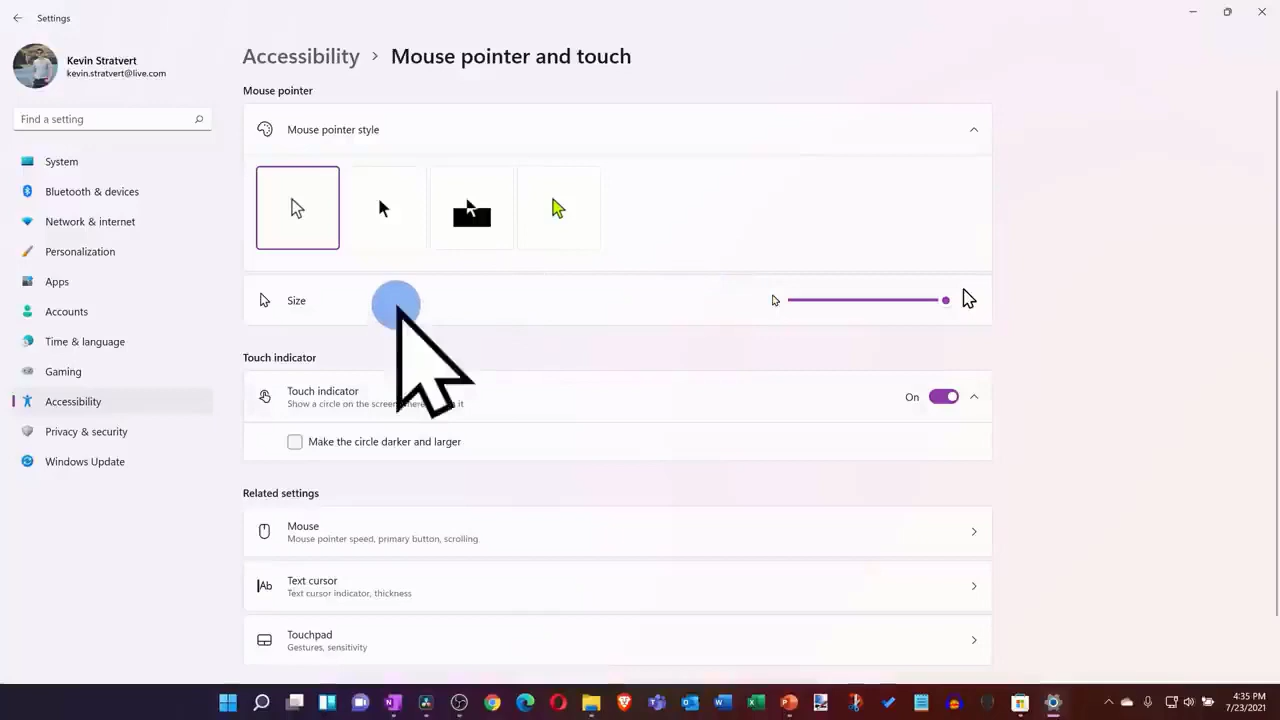 Settings
Kevin Stratvert
kevin.stratvert@live.com
Find a setting
System
Bluetooth & devices
Network & internet
Personalization
Apps
Accounts
Time & language
Gaming
Accessibility
Privacy & security
Windows Update
Accessibility > Mouse pointer and touch
Mouse pointer
Mouse pointer style
Size
Touch indicator
Touch indicator
Show a circle on the screen it
On
Make the circle darker and larger
Related settings
Mouse
Mouse pointer speed, primary button, scrolling
Text cursor
Text cursor indicator, thickness
Touchpad
Gestures, sensitivity
4:35 PM
7/23/2021